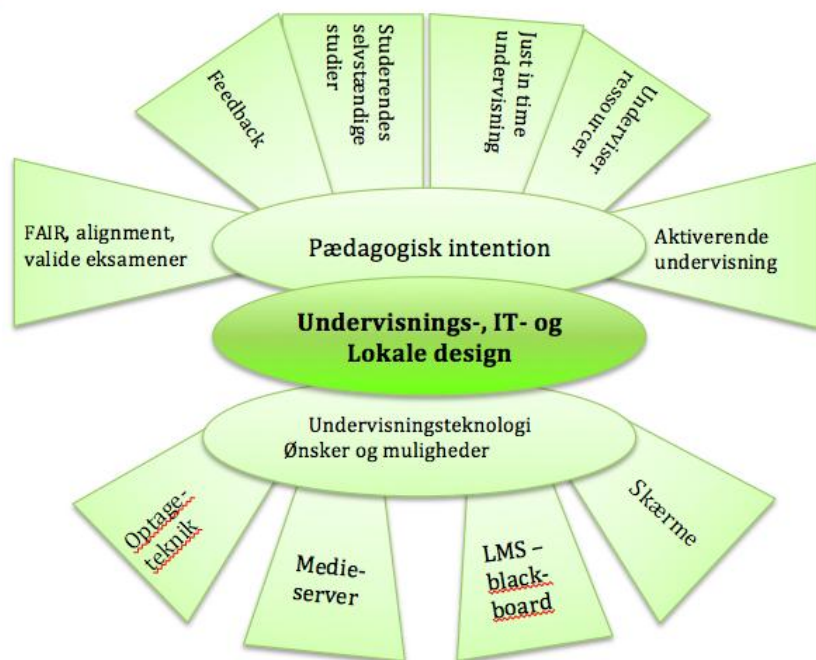 Feedback
Studerendes
selvstændige
studier
Just in time
undervisning
Underviser
ressourcer
FAIR, alignment,
valide eksamener
Pædagogisk intention
Aktiverende
undervisning
Undervisnings-, IT- og
Lokale design
Undervisningsteknologi
Ønsker og muligheder
Optage-
teknik
Medie-
server
LMS –
black-
board
Skærme